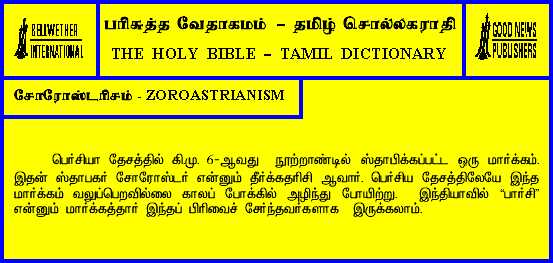 BELLWETHER
INTERNATIONAL
பரிசுத்த வேதாகமம் – தமிழ் சொல்லகராதி
THE HOLY BIBLE – TAMIL DICTIONARY
GOOD NEWS
PUBLISHERS
சோரோஸ்டரிசம் - ZOROASTRIANISM
பெர்சியா தேசத்தில் கி.மு. 6-ஆவது நூற்றாண்டில் ஸ்தாபிக்கப்பட்ட ஒரு மார்க்கம்.
இதன் ஸ்தாபகர் சோரோஸ்டர் என்னும் தீர்க்கதரிசி ஆவார். பெர்சிய தேசத்திலேயே இந்த
மார்க்கம் வலுப்பெறவில்லை காலப் போக்கில் அழிந்து போயிற்று. இந்தியாவில் “பார்சி”
என்னும் மார்க்கத்தார் இந்தப் பிரிவைச் சேர்ந்தவர்களாக இருக்கலாம்.